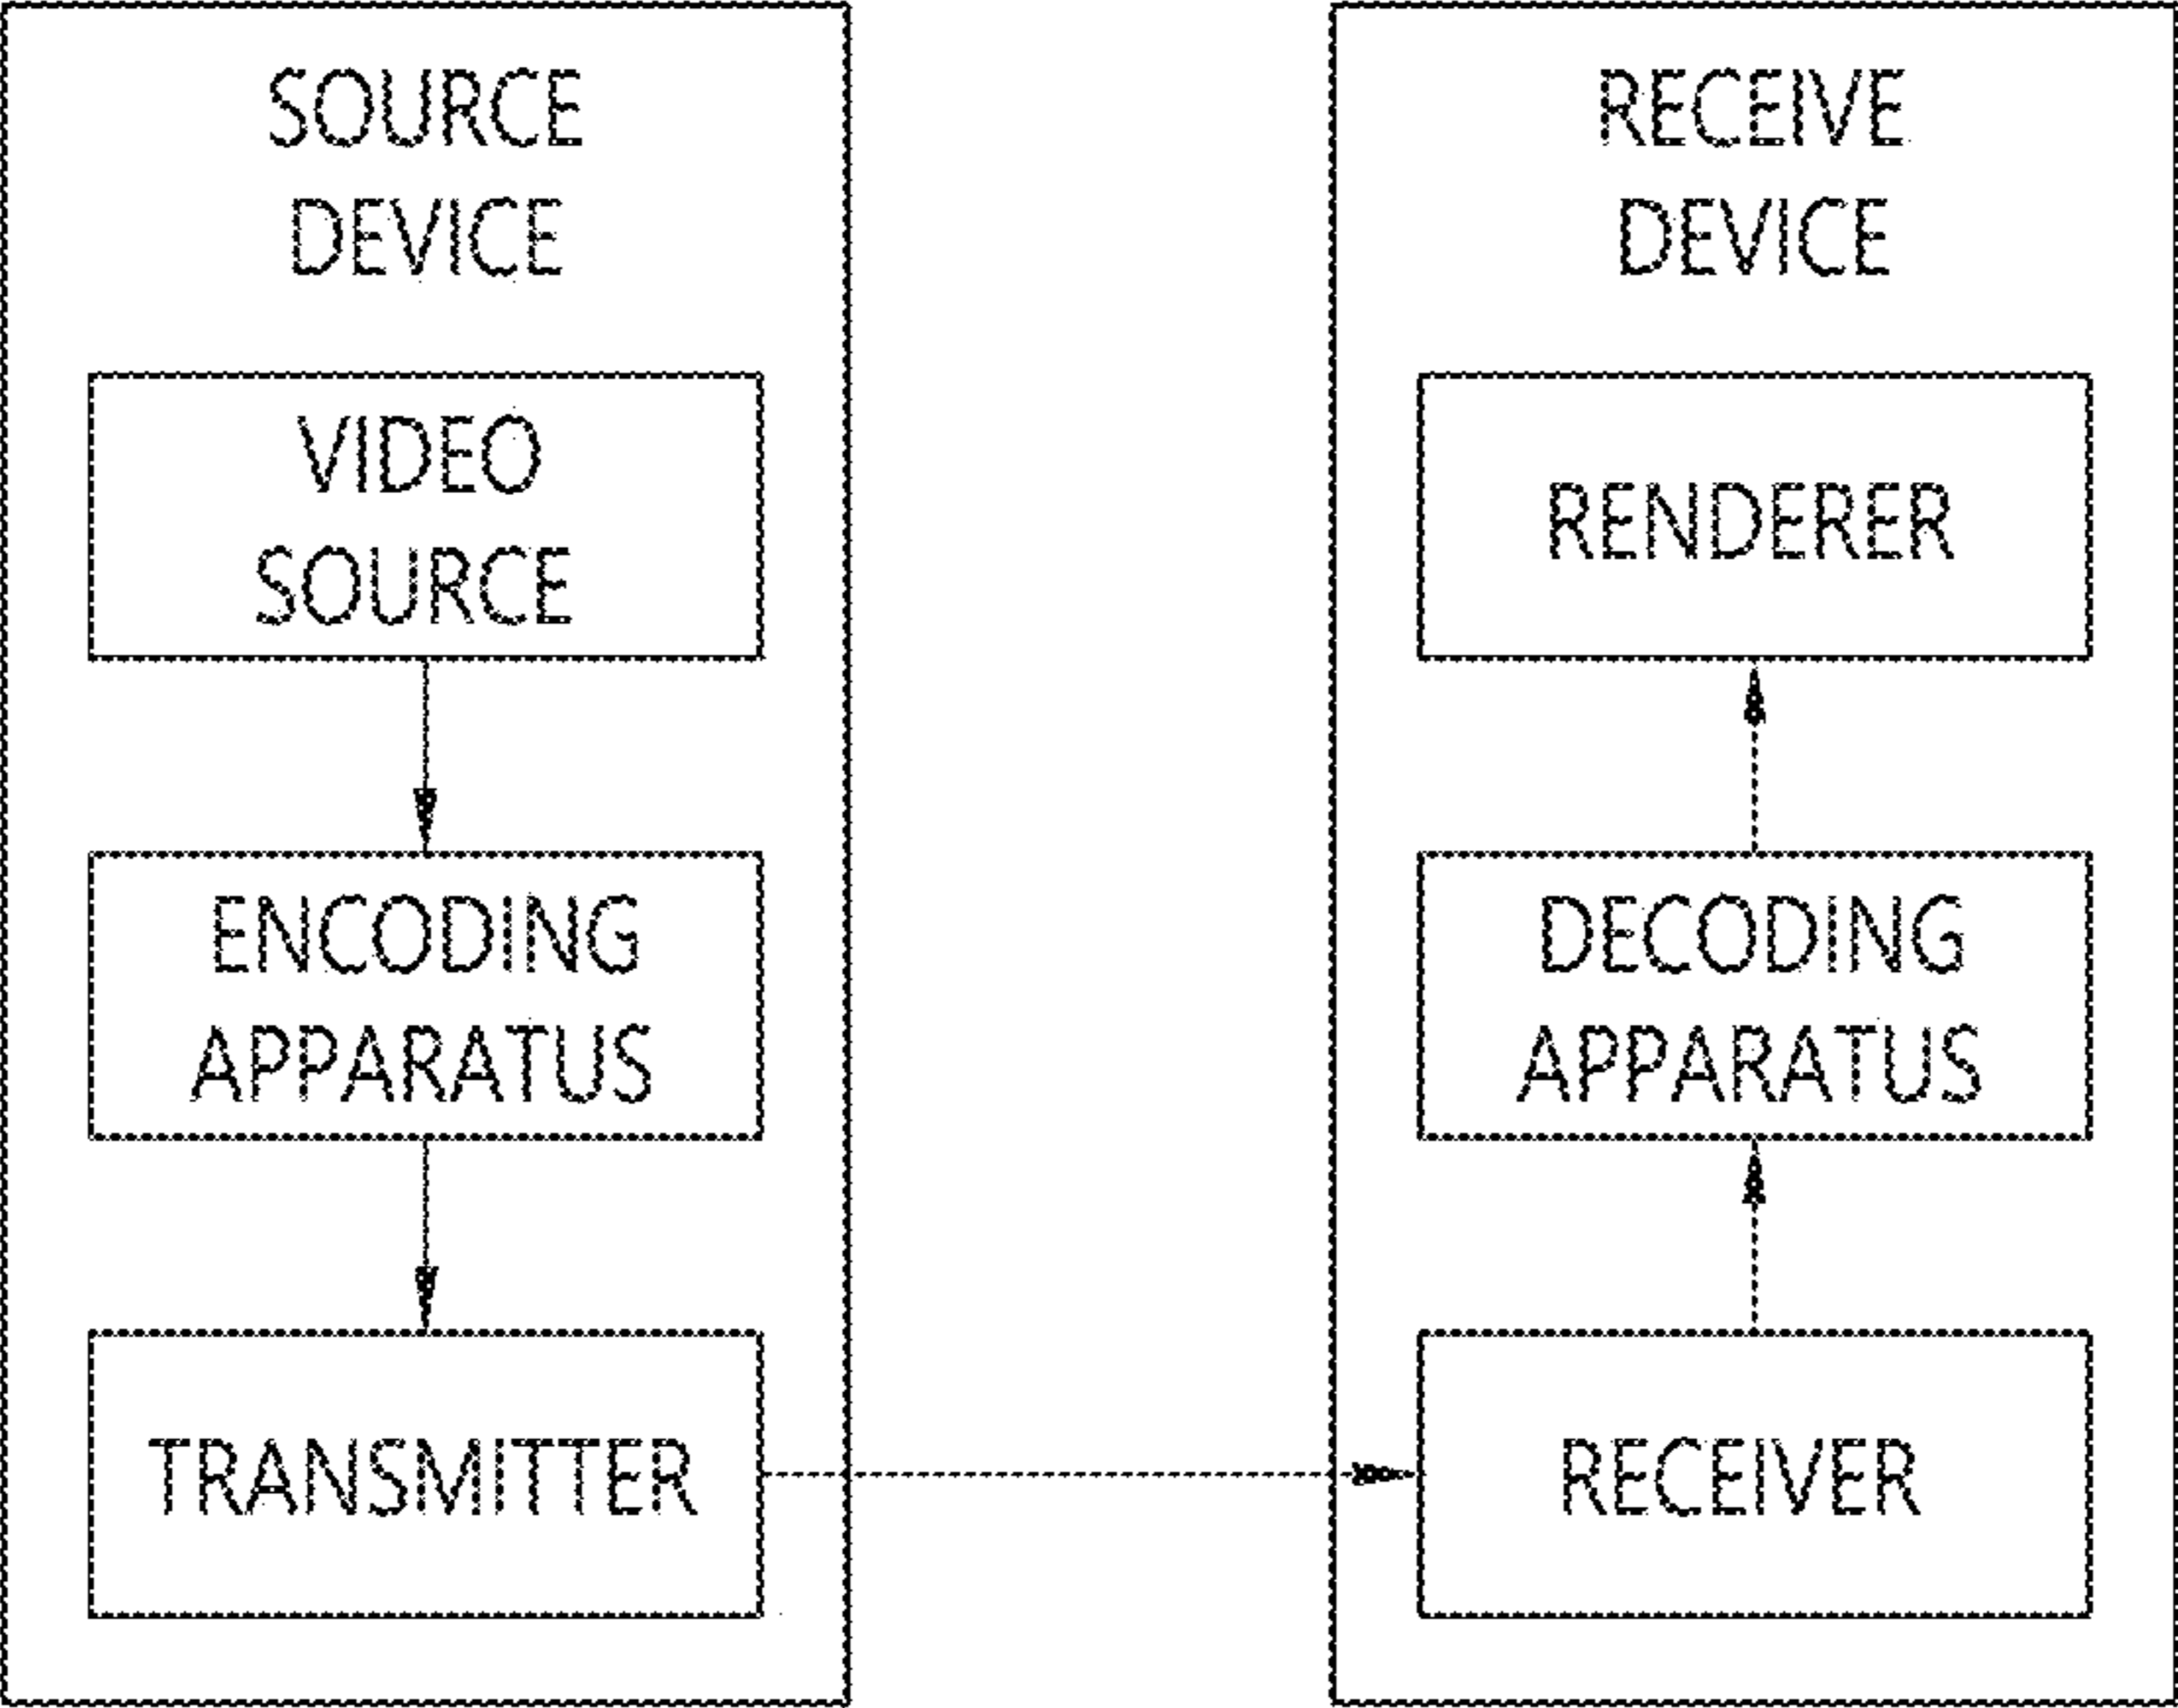 SOURCE
DEVICE
VIDEO
SOURCE
ENCODING
APPARATUS
TRANSMITTER
RECEIVE
DEVICE
RENDERER
DECODING
APPARATUS
RECEIVER